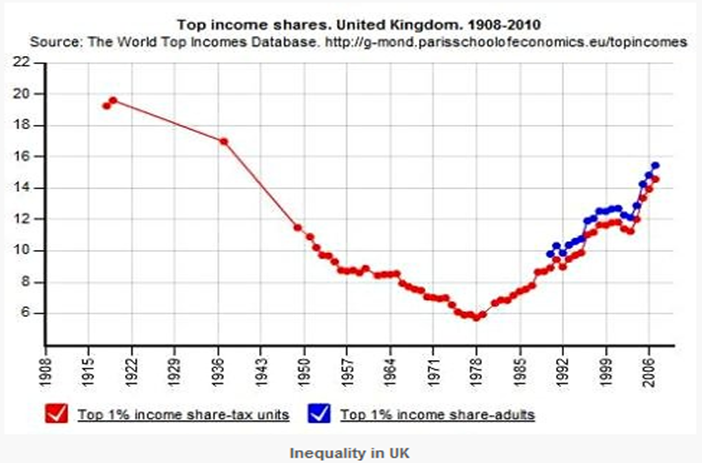 Top income shares. United Kingdom. 1908-2010
Source: The World Top Incomes Database. http://g-mond.parisschoolofeconomics.eu/topincomes
22
20
18
16
14
12
10
8
6
1908 1915 1922 1929 1936 1943 1950 1957 1964 1971 1978 1985 1992 1999 2006
Top 1% income share-tax units Top 1% income share-adults
Inequality in UK